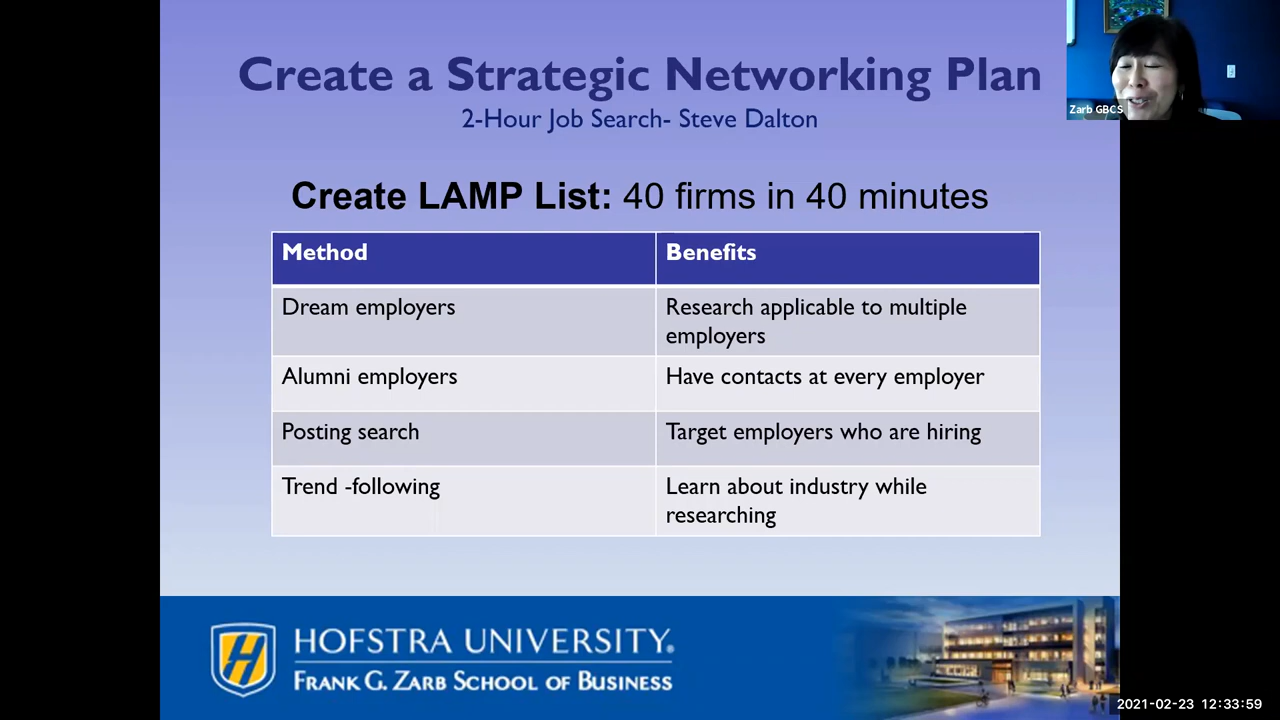 Create a Strategic Networking Plan
2-Hour Job Search- Steve Dalton
Zarb GBCS
Create LAMP List: 40 firms in 40 minutes
Method
Benefits
Dream employers
Research applicable to multiple
employers
Alumni employers
Have contacts at every employer
Posting search
Target employers who are hiring
Trend -following
Learn about industry while
researching
H
HOFSTRA UNIVERSITY®
FRANK G. ZARB SCHOOL OF BUSINESS
2021-02-23 12:33:59